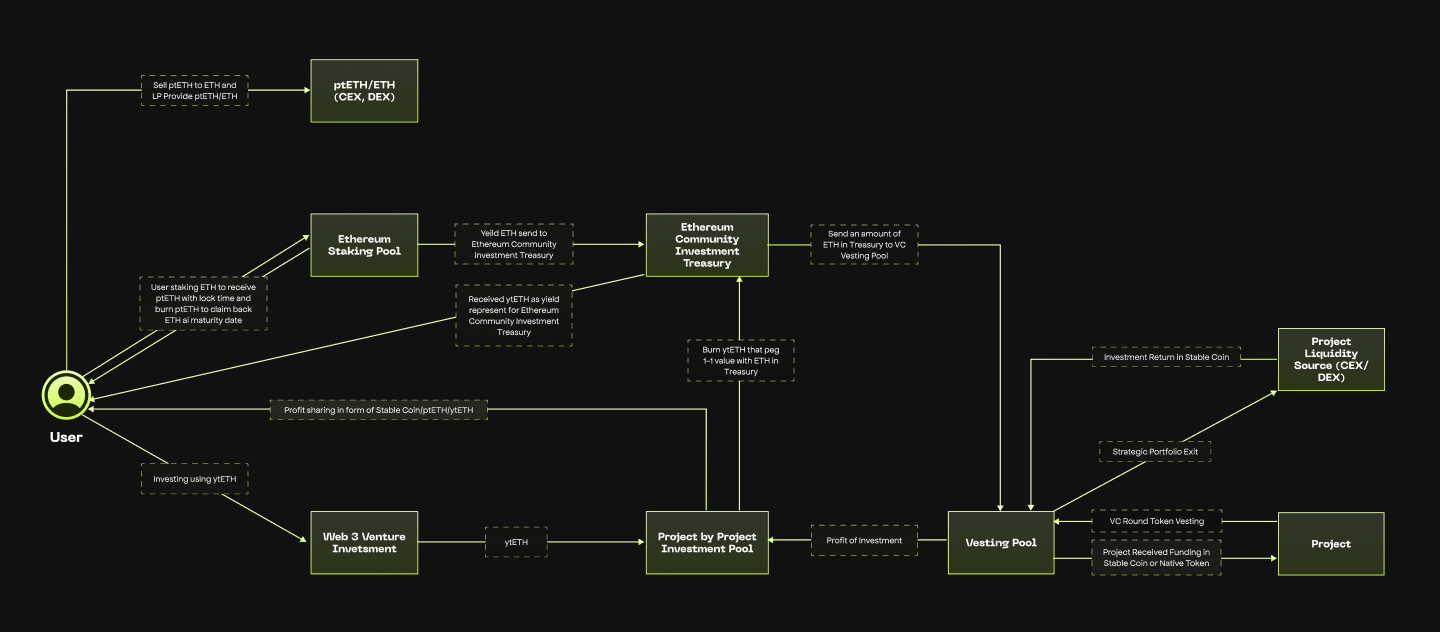 Sell ptETH to ETH and
LP Provide ptETH/ETH
ptETH/ETH
(CEX, DEX)
Ethereum
Staking Pool
Yeild ETH send to
Ethereum Community
Investment Treasury
Ethereum
Community
Investment
Treasury
Send an amount of
ETH in Treasury to VC
Vesting Pool
User staking ETH to receive
ptETH with lock time and
burn ptETH to claim back
ETH ai maturity date
Received ytETH as yield
represent for Ethereum
Community Investment
Treasury
Burn ytETH that peg
1-1 value with ETH in
Treasury
Investment Return in Stable Coin
Project
Liquidity
Source (CEX/
DEX)
Profit sharing in form of Stable Coin/ptETH/ytETH
User
Strategic Portfolio Exit
Investing using ytETH
Web 3 Venture
Invetsment
ytETH
Project by Project
Investment Pool
Profit of Investment
Vesting Pool
VC Round Token Vesting
Project Received Funding in
Stable Coin or Native Token
Project